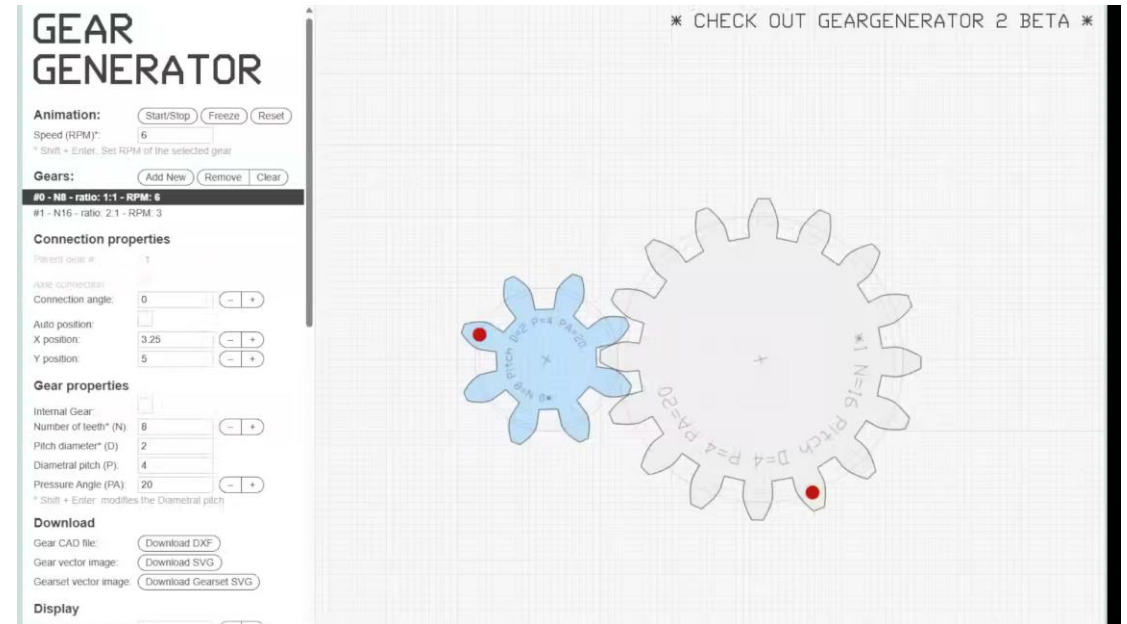 GEAR
GENERATOR
* CHECK OUT GEARGENERATOR 2 BETA *
Animation: Start/Stop Freeze Reset
Speed (RPM)*: 6
* Shift + Enter: Set RPM of the selected gear
Gears: Add New Remove Clear
#0 - N8 - ratio: 1:1 - RPM: 6
#1 - N16 - ratio: 2:1 - RPM: 3
Connection properties
Parent gear #: 1
Axle connection:
Connection angle: 0 - +
Auto position:
X position: 3.25 - +
Y position: 5 - +
Gear properties
Internal Gear:
Number of teeth* (N): 8 - +
Pitch diameter* (D) 2
Diametral pitch (P): 4
Pressure Angle (PA): 20 - +
* Shift + Enter: modifies the Diametral pitch
Download
Gear CAD file: Download DXF
Gear vector image: Download SVG
Gearset vector image: Download Gearset SVG
Display
#0 N=8 Pitch D=2 P=4 PA=20
#1 N=16 Pitch D=4 P=4 PA=20